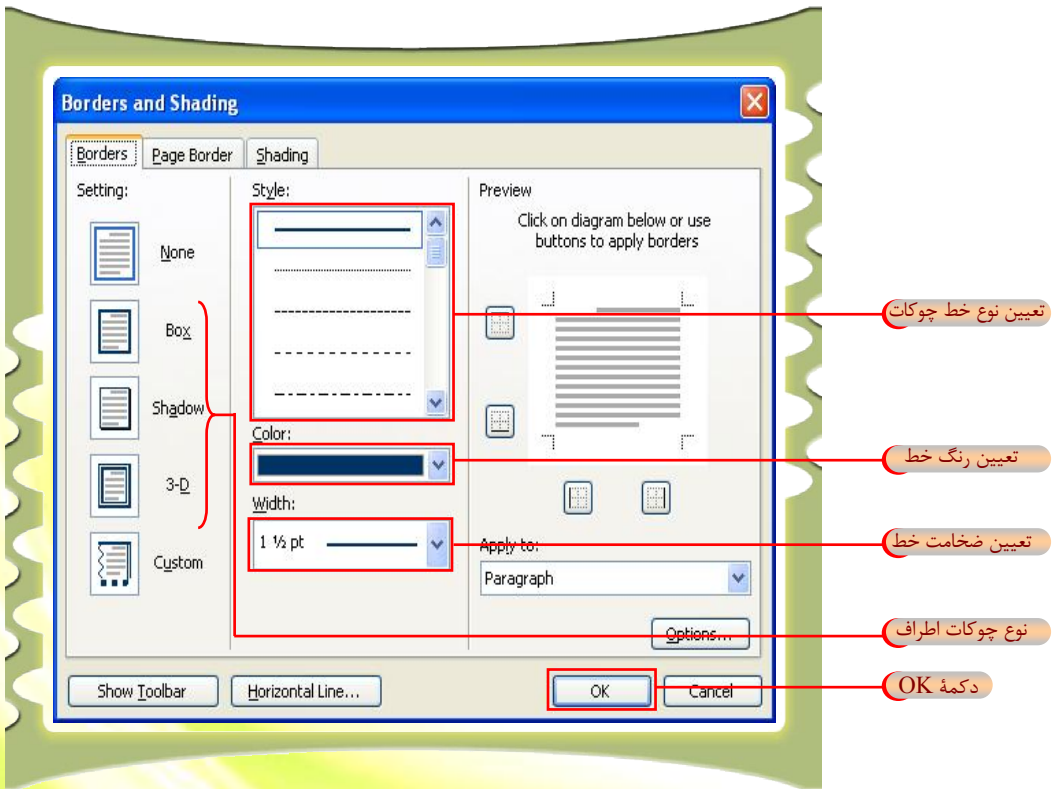 Borders and Shading
Borders
Page Border
Shading
Setting:
None
Box
Shadow
3-D
Custom
Style:
Color:
Width:
1 ½ pt
Preview
Click on diagram below or use
buttons to apply borders
Apply to:
Paragraph
Options...
Show Toolbar
Horizontal Line...
OK
Cancel
تعیین نوع خط چوکات
تعیین رنگ خط
تعیین ضخامت خط
نوع چوکات اطراف
دکمۀ OK